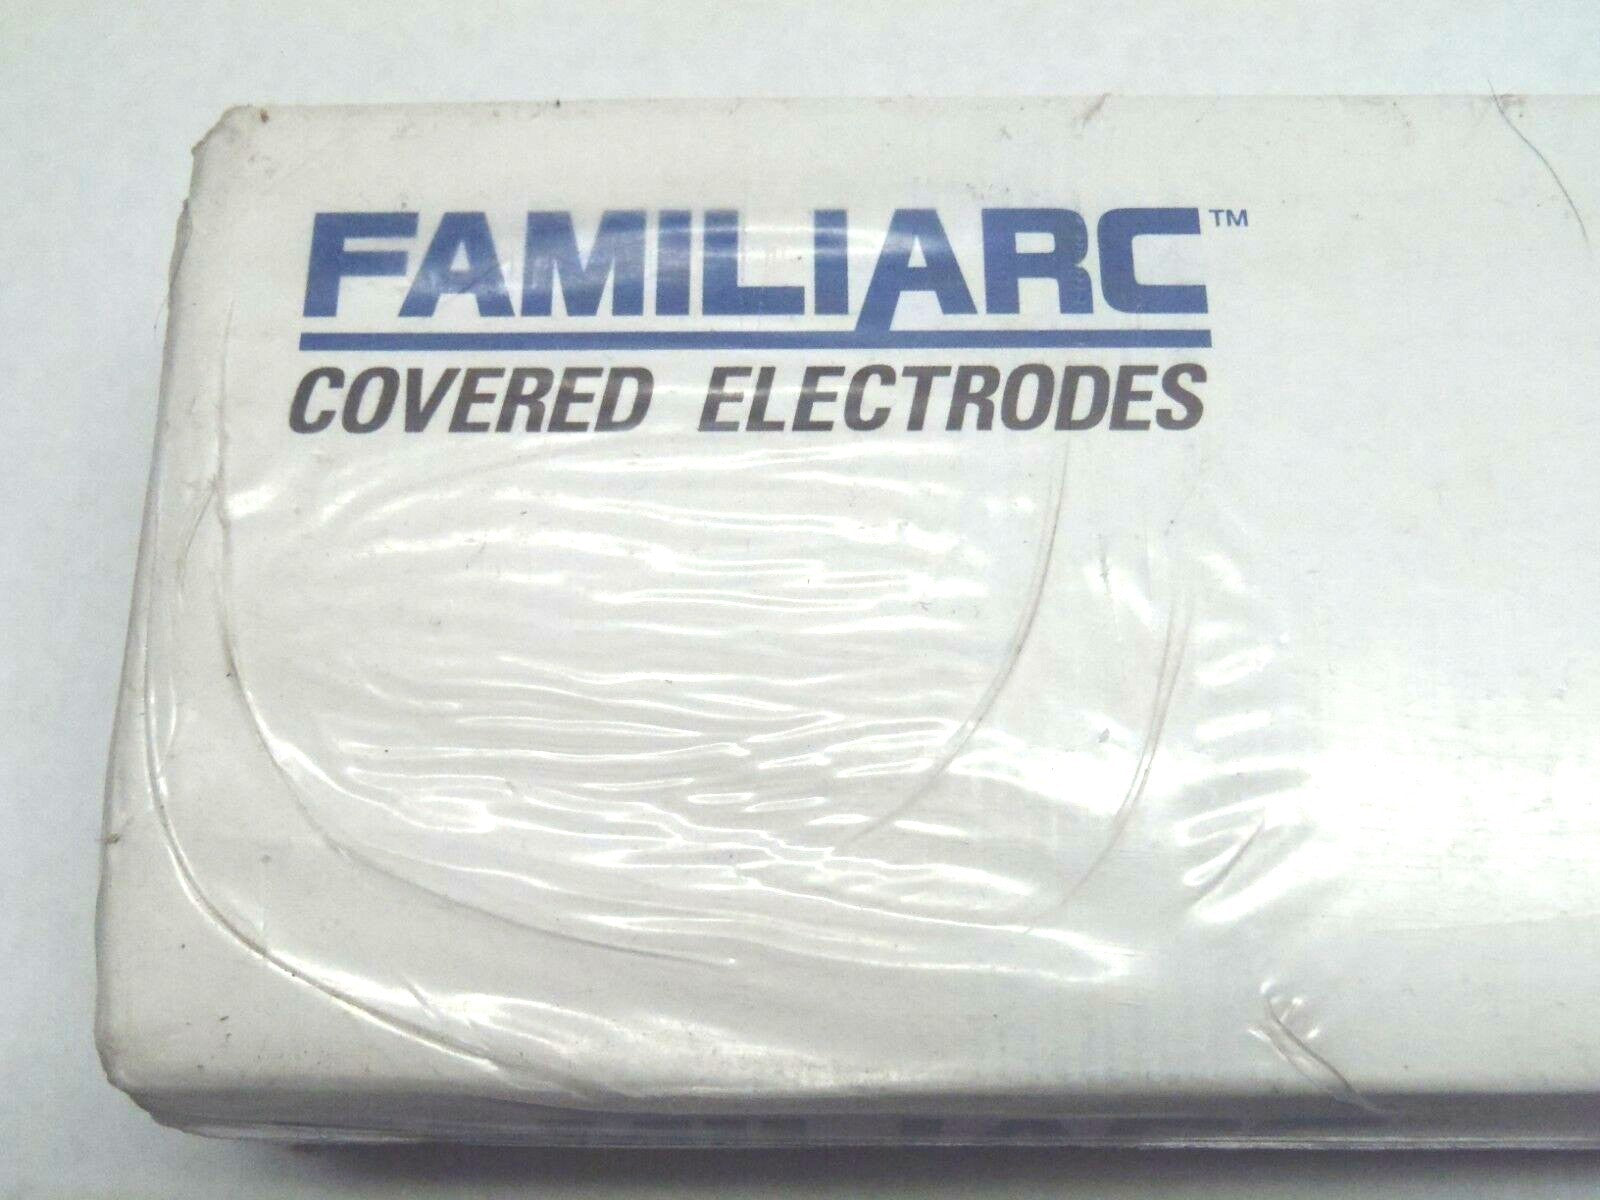 FAMILIARC™
COVERED ELECTRODES